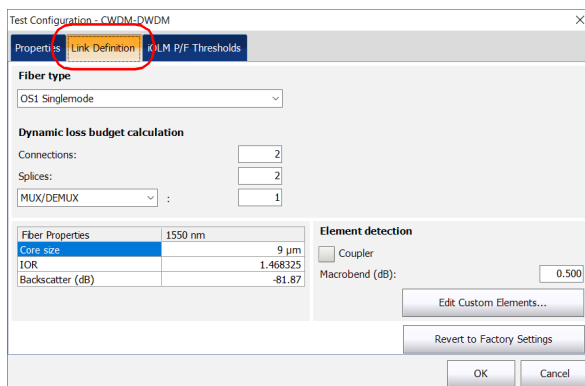 Test Configuration - CWDM-DWDM
Properties Link Definition iOLM P/F Thresholds
Fiber type
OS1 Singlemode
Dynamic loss budget calculation
Connections: 2
Splices: 2
MUX/DEMUX : 1
Fiber Properties 1550 nm
Core size 9 µm
IOR 1.468325
Backscatter (dB) -81.87
Element detection
Coupler
Macrobend (dB): 0.500
Edit Custom Elements...
Revert to Factory Settings
OK Cancel